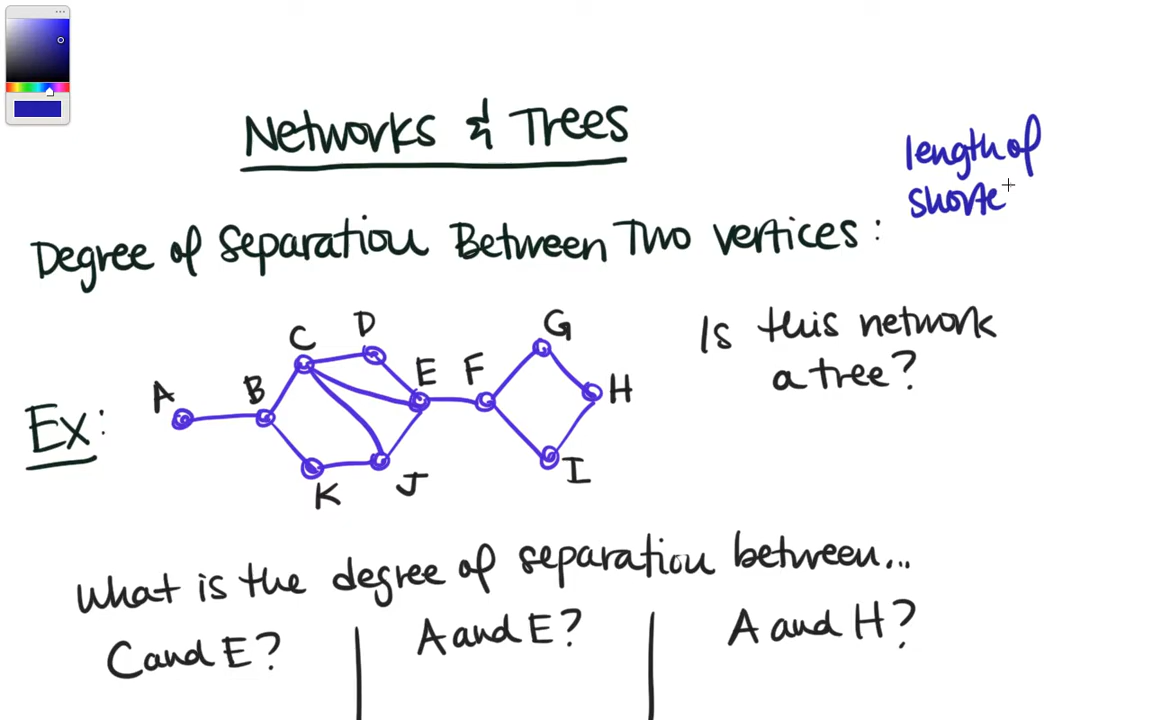 Networks & Trees
length of
shorte
Degree of Separation Between Two vertices:
Is this network
a tree?
Ex:
A
B
C
D
E
F
G
H
I
J
K
What is the degree of separation between...
C and E?
A and E?
A and H?